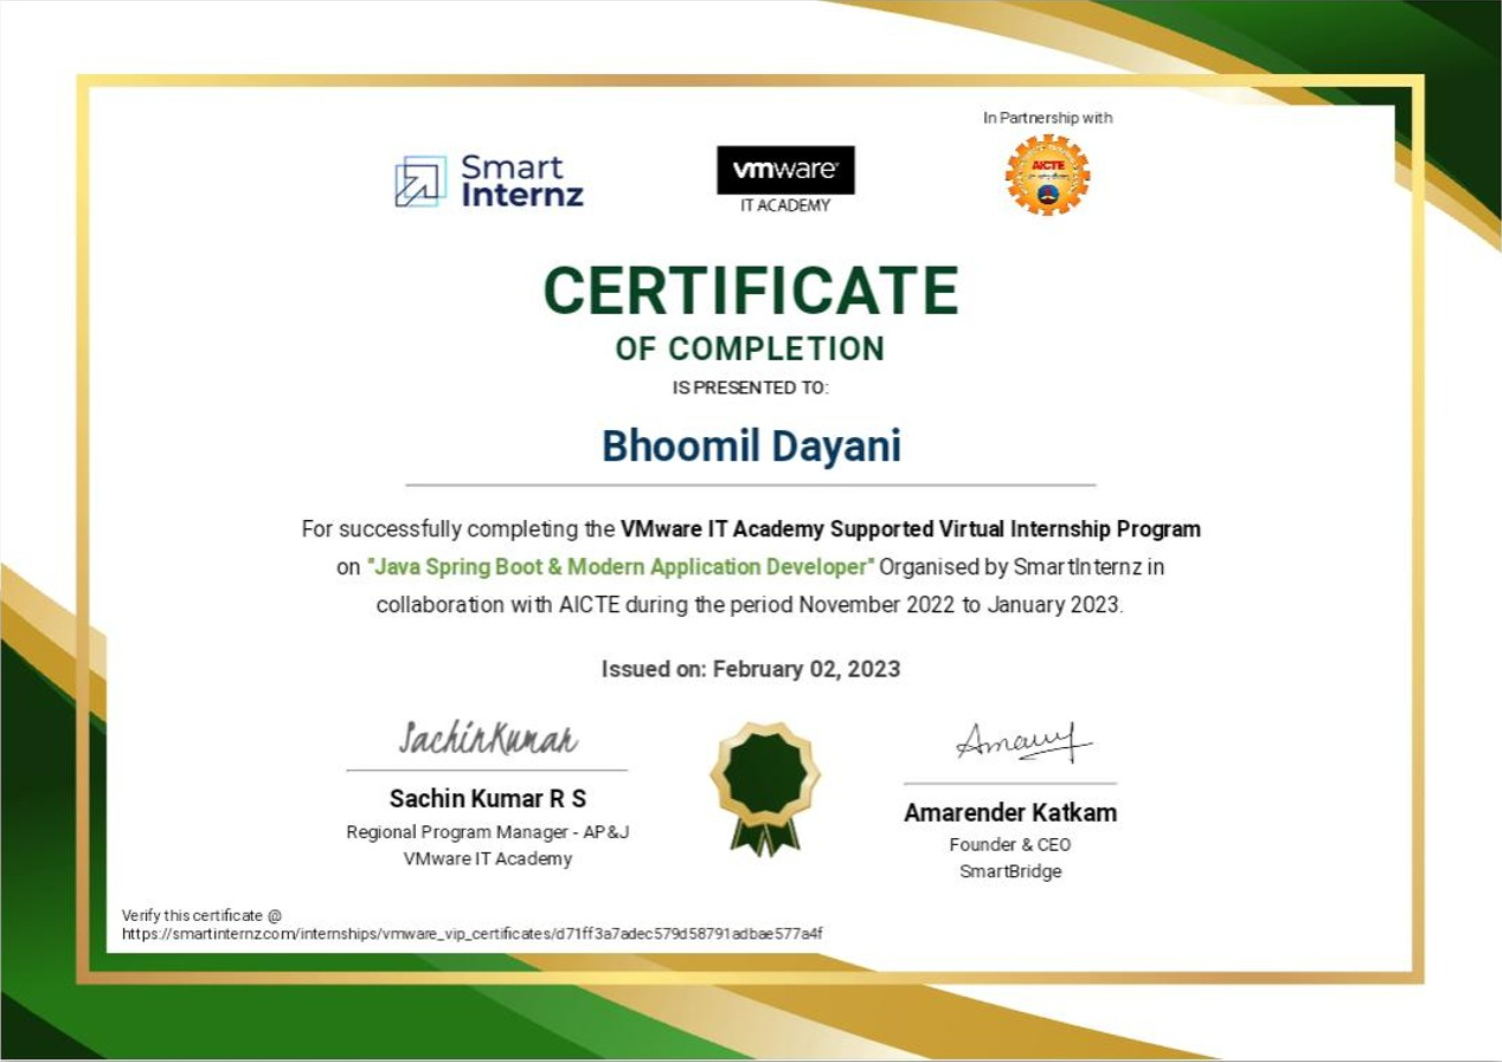 In Partnership with
Smart
Internz
vmware
IT ACADEMY
AICTE
CERTIFICATE
OF COMPLETION
IS PRESENTED TO:
Bhoomil Dayani
For successfully completing the VMware IT Academy Supported Virtual Internship Program
on "Java Spring Boot & Modern Application Developer" Organised by SmartInternz in
collaboration with AICTE during the period November 2022 to January 2023.
Issued on: February 02, 2023
SachinKumar
Sachin Kumar R S
Regional Program Manager - AP&J
VMware IT Academy
Amarender Katkam
Founder & CEO
SmartBridge
Verify this certificate @
https://smartinternz.com/internships/vmware_vip_certificates/d71ff3a7adec579d58791adbae577a4f